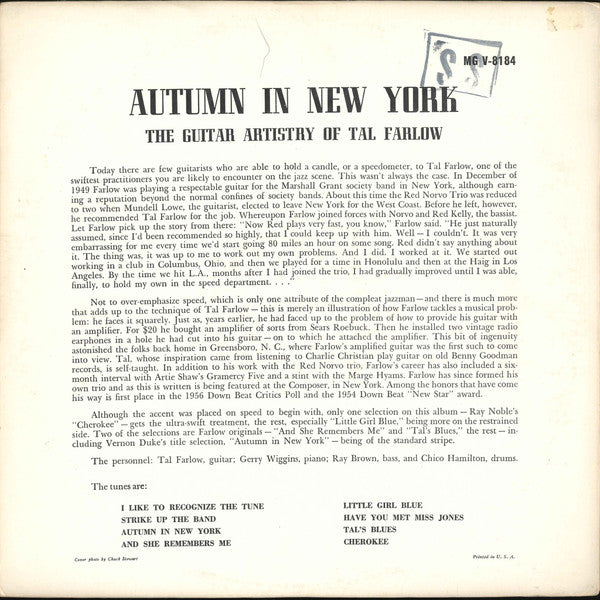 SS
MG V-8184
AUTUMN IN NEW YORK
THE GUITAR ARTISTRY OF TAL FARLOW
Today there are few guitarists who are able to hold a candle, or a speedometer, to Tal Farlow, one of the
swiftest practitioners you are likely to encounter on the jazz scene. This wasn't always the case. In December of
1949 Farlow was playing a respectable guitar for the Marshall Grant society band in New York, although earn-
ing a reputation beyond the normal confines of society bands. About this time the Red Norvo Trio was reduced
to two when Mundell Lowe, the guitarist, elected to leave New York for the West Coast. Before he left, however,
he recommended Tal Farlow for the job. Whereupon Farlow joined forces with Norvo and Red Kelly, the bassist.
Let Farlow pick up the story from there: "Now Red plays very fast, you know," Farlow said. "He just naturally
assumed, since I'd been recommended so highly, that I could keep up with him. Well — I couldn't. It was very
embarrassing for me every time we'd start going 80 miles an hour on some song. Red didn't say anything about
it. The thing was, it was up to me to work out my own problems. And I did. I worked at it. We started out
working in a club in Columbus, Ohio, and then we played for a time in Honolulu and then at the Haig in Los
Angeles. By the time we hit L.A., months after I had joined the trio, I had gradually improved until I was able,
finally, to hold my own in the speed department. . . ."
Not to over-emphasize speed, which is only one attribute of the compleat jazzman — and there is much more
that adds up to the technique of Tal Farlow — this is merely an illustration of how Farlow tackles a musical prob-
lem: he faces it squarely. Just as, years earlier, he had faced up to the problem of how to provide his guitar with
an amplifier. For $20 he bought an amplifier of sorts from Sears Roebuck. Then he installed two vintage radio
earphones in a hole he had cut into his guitar — on to which he attached the amplifier. This bit of ingenuity
astonished the folks back home in Greensboro, N. C., where Farlow's amplified guitar was the first such to come
into view. Tal, whose inspiration came from listening to Charlie Christian play guitar on old Benny Goodman
records, is self-taught. In addition to his work with the Red Norvo trio, Farlow's career has also included a six-
month interval with Artie Shaw's Gramercy Five and a stint with the Marge Hyams. Farlow has since formed his
own trio and as this is written is being featured at the Composer, in New York. Among the honors that have come
his way is first place in the 1956 Down Beat Critics Poll and the 1954 Down Beat "New Star" award.
Although the accent was placed on speed to begin with, only one selection on this album — Ray Noble's
"Cherokee" — gets the ultra-swift treatment, the rest, especially "Little Girl Blue," being more on the restrained
side. Two of the selections are Farlow originals — "And She Remembers Me" and "Tal's Blues," the rest — in-
cluding Vernon Duke's title selection, "Autumn in New York" — being of the standard stripe.
The personnel: Tal Farlow, guitar; Gerry Wiggins, piano; Ray Brown, bass, and Chico Hamilton, drums.
The tunes are:
I LIKE TO RECOGNIZE THE TUNE
STRIKE UP THE BAND
AUTUMN IN NEW YORK
AND SHE REMEMBERS ME
LITTLE GIRL BLUE
HAVE YOU MET MISS JONES
TAL'S BLUES
CHEROKEE
Cover photo by Chuck Stewart
Printed in U. S. A.